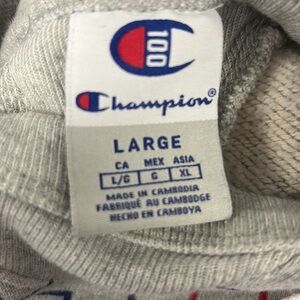 100
Champion®
LARGE
CA MEX ASIA
L/G G XL
MADE IN CAMBODIA
FABRIQUÉ AU CAMBODGE
HECHO EN CAMBOYA